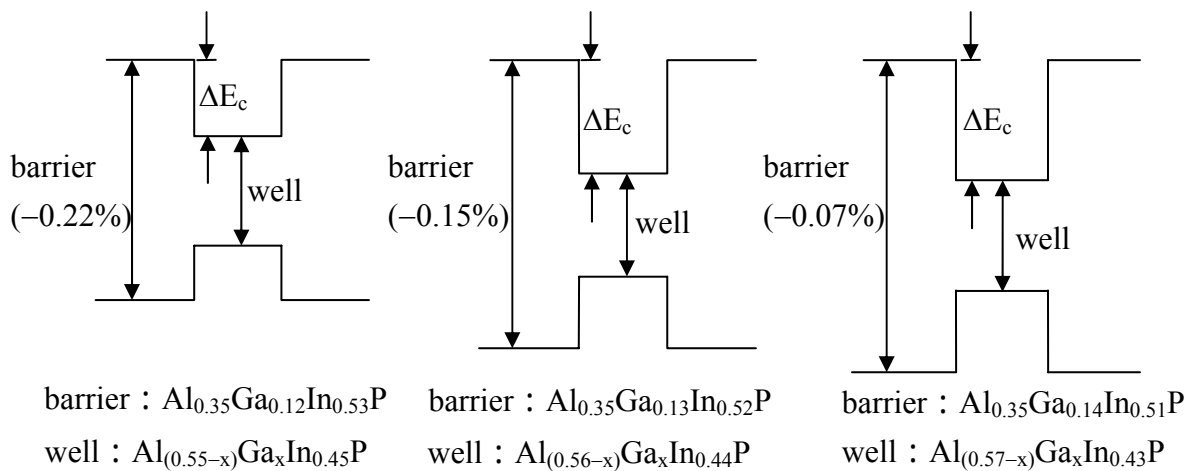 ΔEc
barrier
(−0.22%)
well
barrier : Al0.35Ga0.12In0.53P
well : Al(0.55−x)GaxIn0.45P
ΔEc
barrier
(−0.15%)
well
barrier : Al0.35Ga0.13In0.52P
well : Al(0.56−x)GaxIn0.44P
ΔEc
barrier
(−0.07%)
well
barrier : Al0.35Ga0.14In0.51P
well : Al(0.57−x)GaxIn0.43P